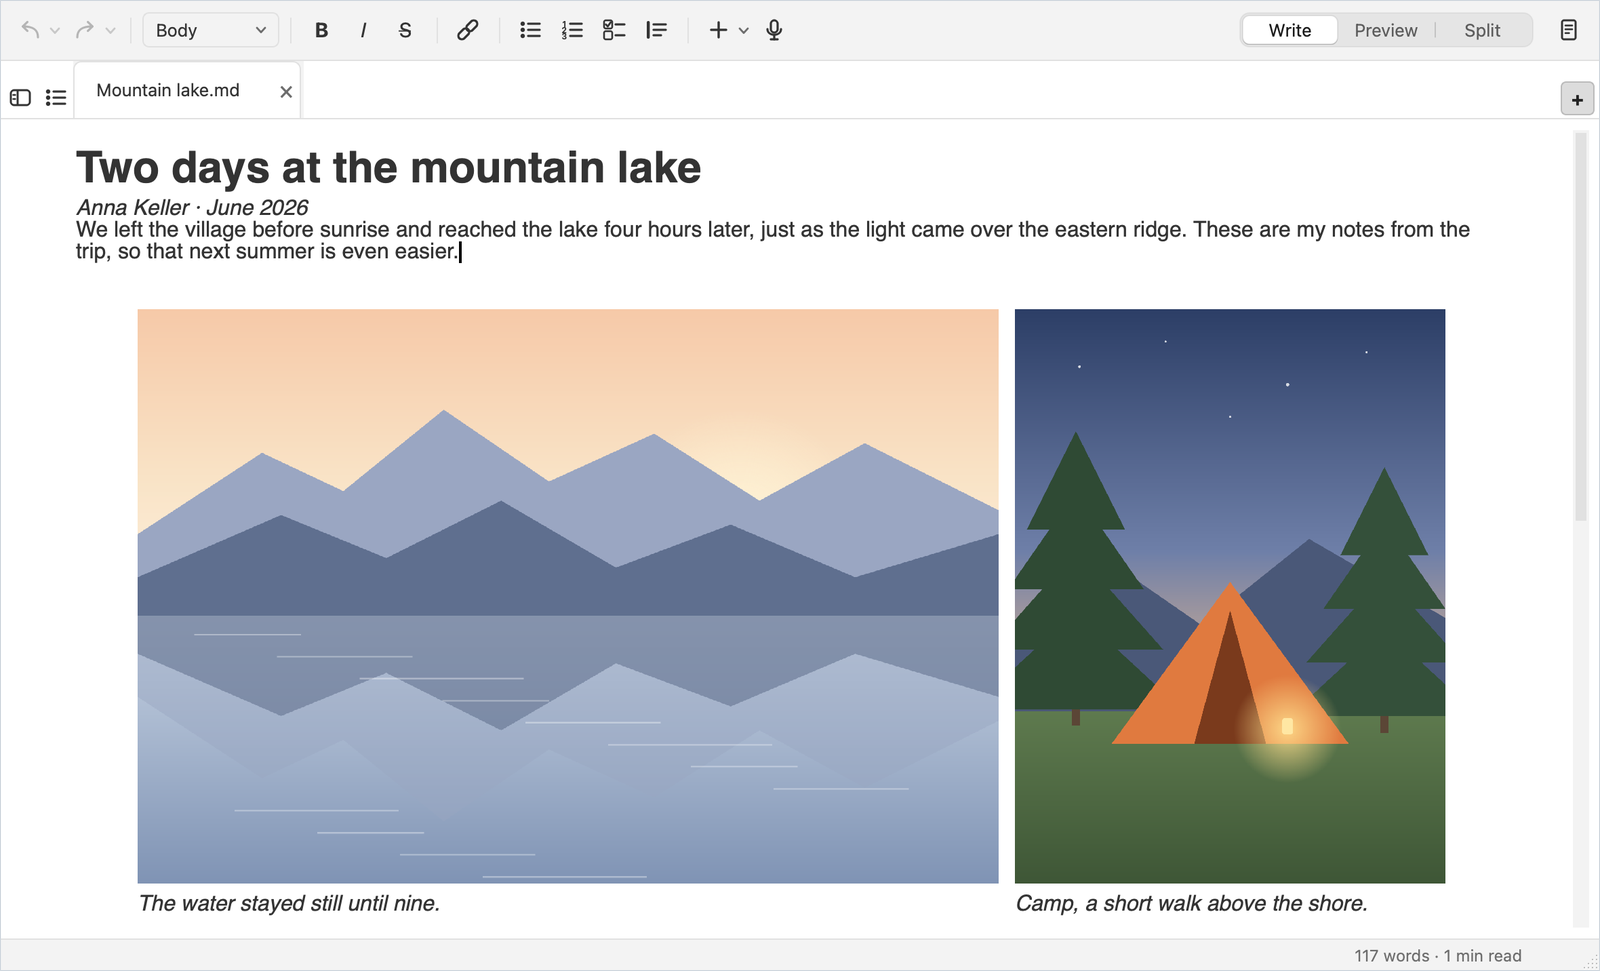 Body
B I S
Write
Preview
Split
Mountain lake.md
Two days at the mountain lake
Anna Keller · June 2026
We left the village before sunrise and reached the lake four hours later, just as the light came over the eastern ridge. These are my notes from the
trip, so that next summer is even easier.
The water stayed still until nine.
Camp, a short walk above the shore.
117 words · 1 min read